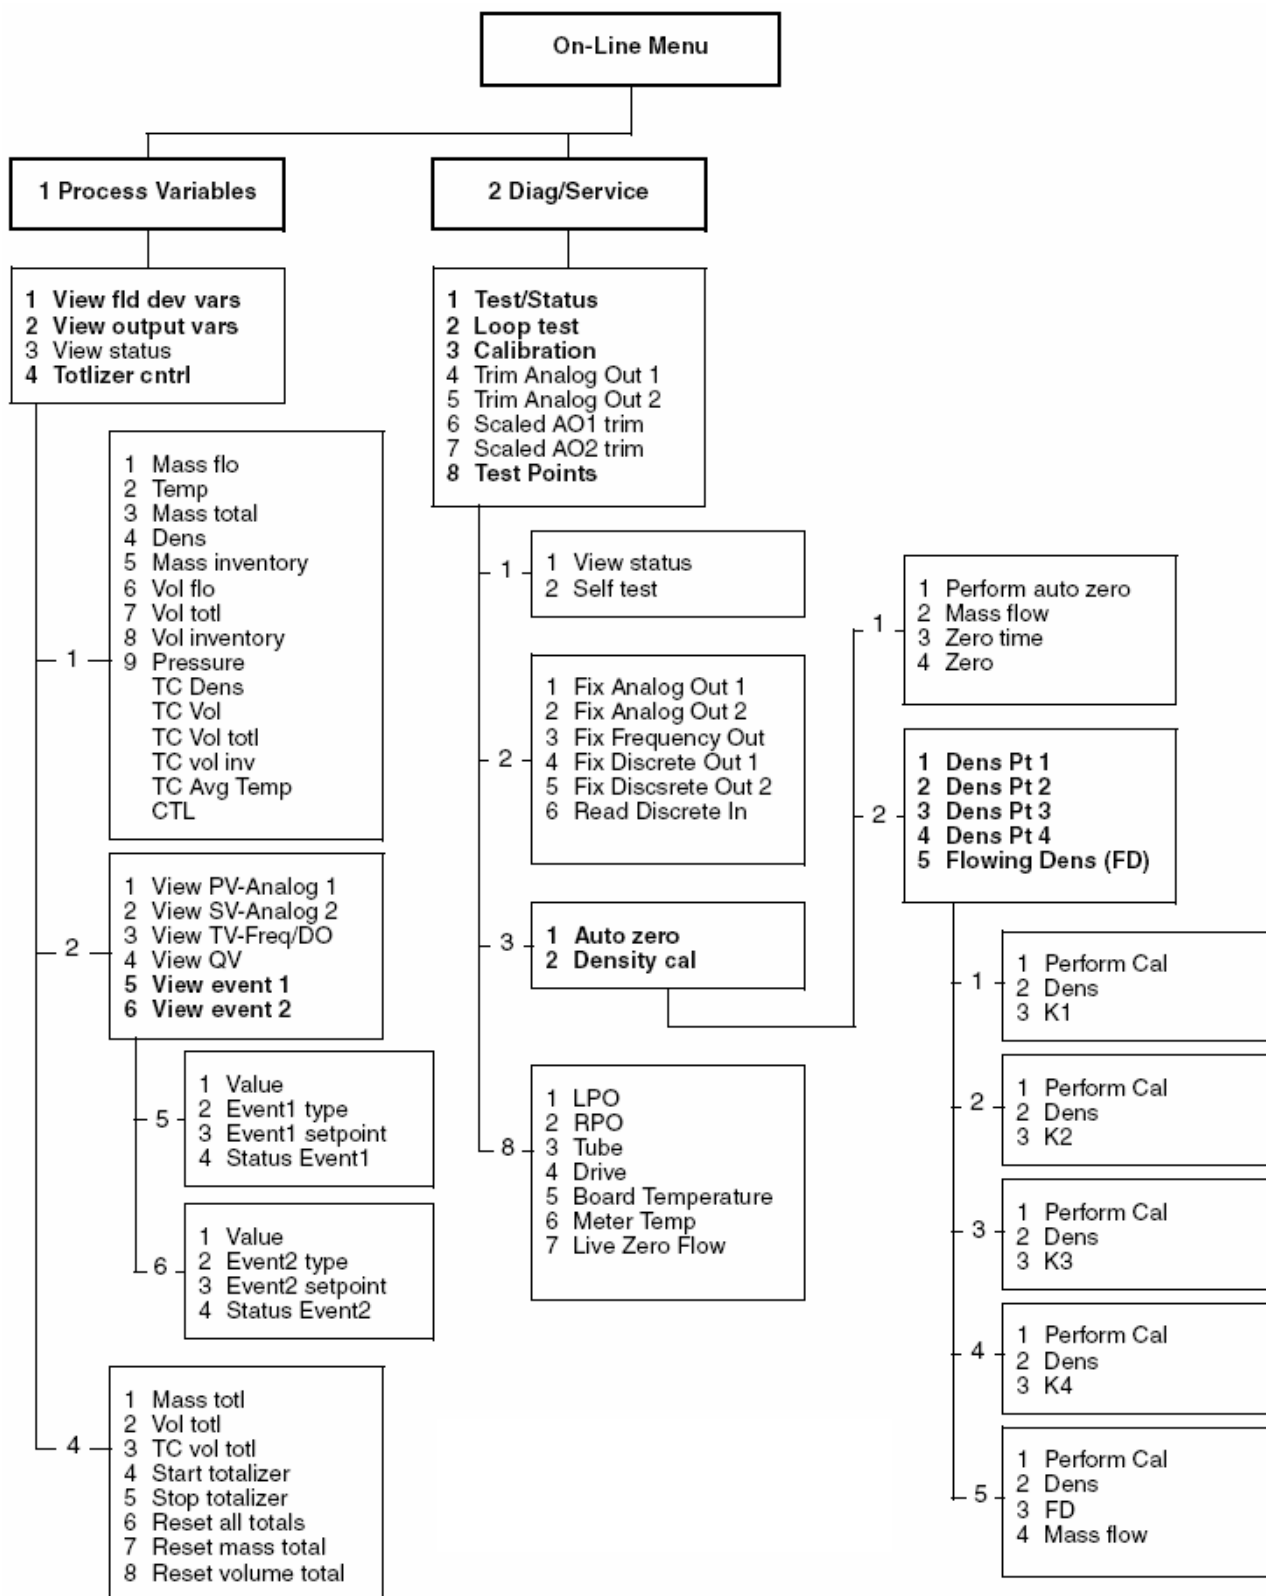 On-Line Menu
1 Process Variables
1 View fld dev vars
2 View output vars
3 View status
4 Totlizer cntrl
1
1 Mass flo
2 Temp
3 Mass total
4 Dens
5 Mass inventory
6 Vol flo
7 Vol totl
8 Vol inventory
9 Pressure
TC Dens
TC Vol
TC Vol totl
TC vol inv
TC Avg Temp
CTL
2
1 View PV-Analog 1
2 View SV-Analog 2
3 View TV-Freq/DO
4 View QV
5 View event 1
6 View event 2
5
1 Value
2 Event1 type
3 Event1 setpoint
4 Status Event1
6
1 Value
2 Event2 type
3 Event2 setpoint
4 Status Event2
4
1 Mass totl
2 Vol totl
3 TC vol totl
4 Start totalizer
5 Stop totalizer
6 Reset all totals
7 Reset mass total
8 Reset volume total
2 Diag/Service
1 Test/Status
2 Loop test
3 Calibration
4 Trim Analog Out 1
5 Trim Analog Out 2
6 Scaled AO1 trim
7 Scaled AO2 trim
8 Test Points
1
1 View status
2 Self test
2
1 Fix Analog Out 1
2 Fix Analog Out 2
3 Fix Frequency Out
4 Fix Discrete Out 1
5 Fix Discsrete Out 2
6 Read Discrete In
3
1 Auto zero
2 Density cal
8
1 LPO
2 RPO
3 Tube
4 Drive
5 Board Temperature
6 Meter Temp
7 Live Zero Flow
1
1 Perform auto zero
2 Mass flow
3 Zero time
4 Zero
2
1 Dens Pt 1
2 Dens Pt 2
3 Dens Pt 3
4 Dens Pt 4
5 Flowing Dens (FD)
1
1 Perform Cal
2 Dens
3 K1
2
1 Perform Cal
2 Dens
3 K2
3
1 Perform Cal
2 Dens
3 K3
4
1 Perform Cal
2 Dens
3 K4
5
1 Perform Cal
2 Dens
3 FD
4 Mass flow